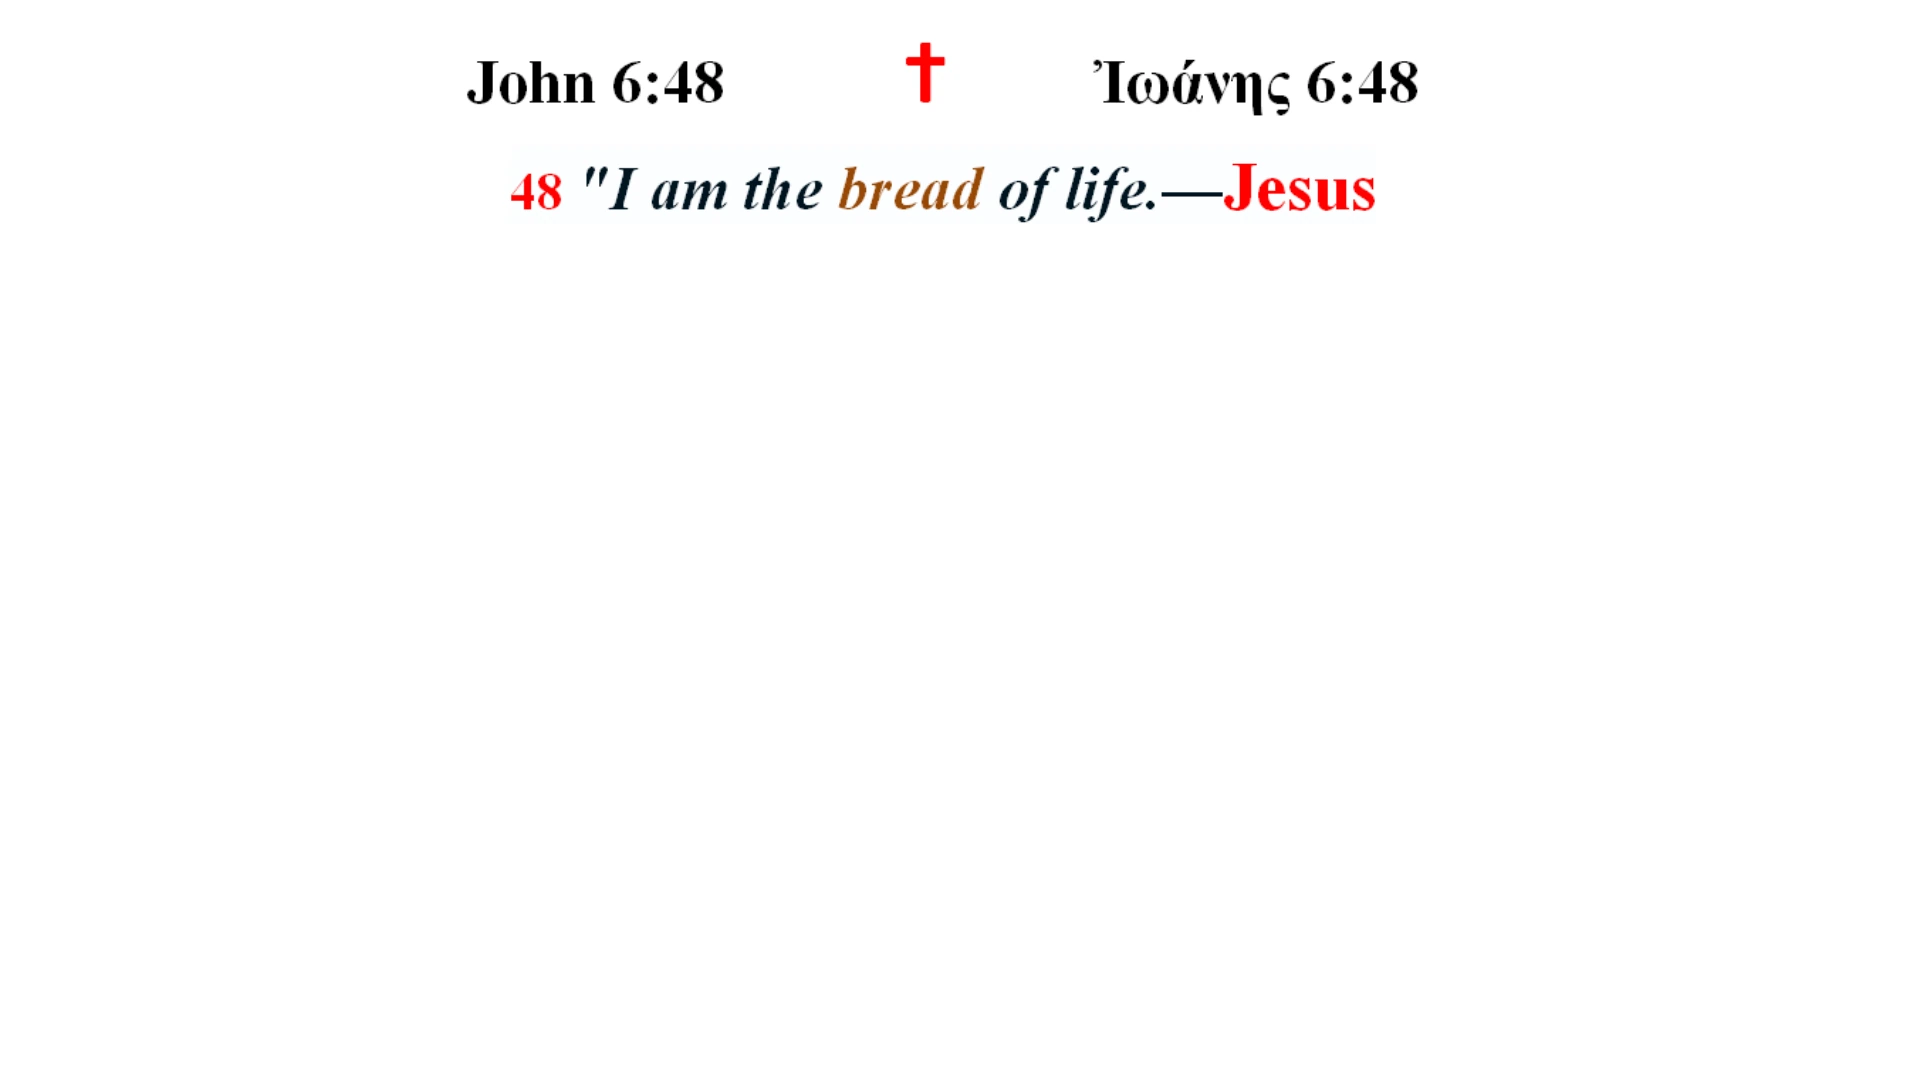 John 6:48 ✝ Ἰωάνης 6:48
48 "I am the bread of life.—Jesus